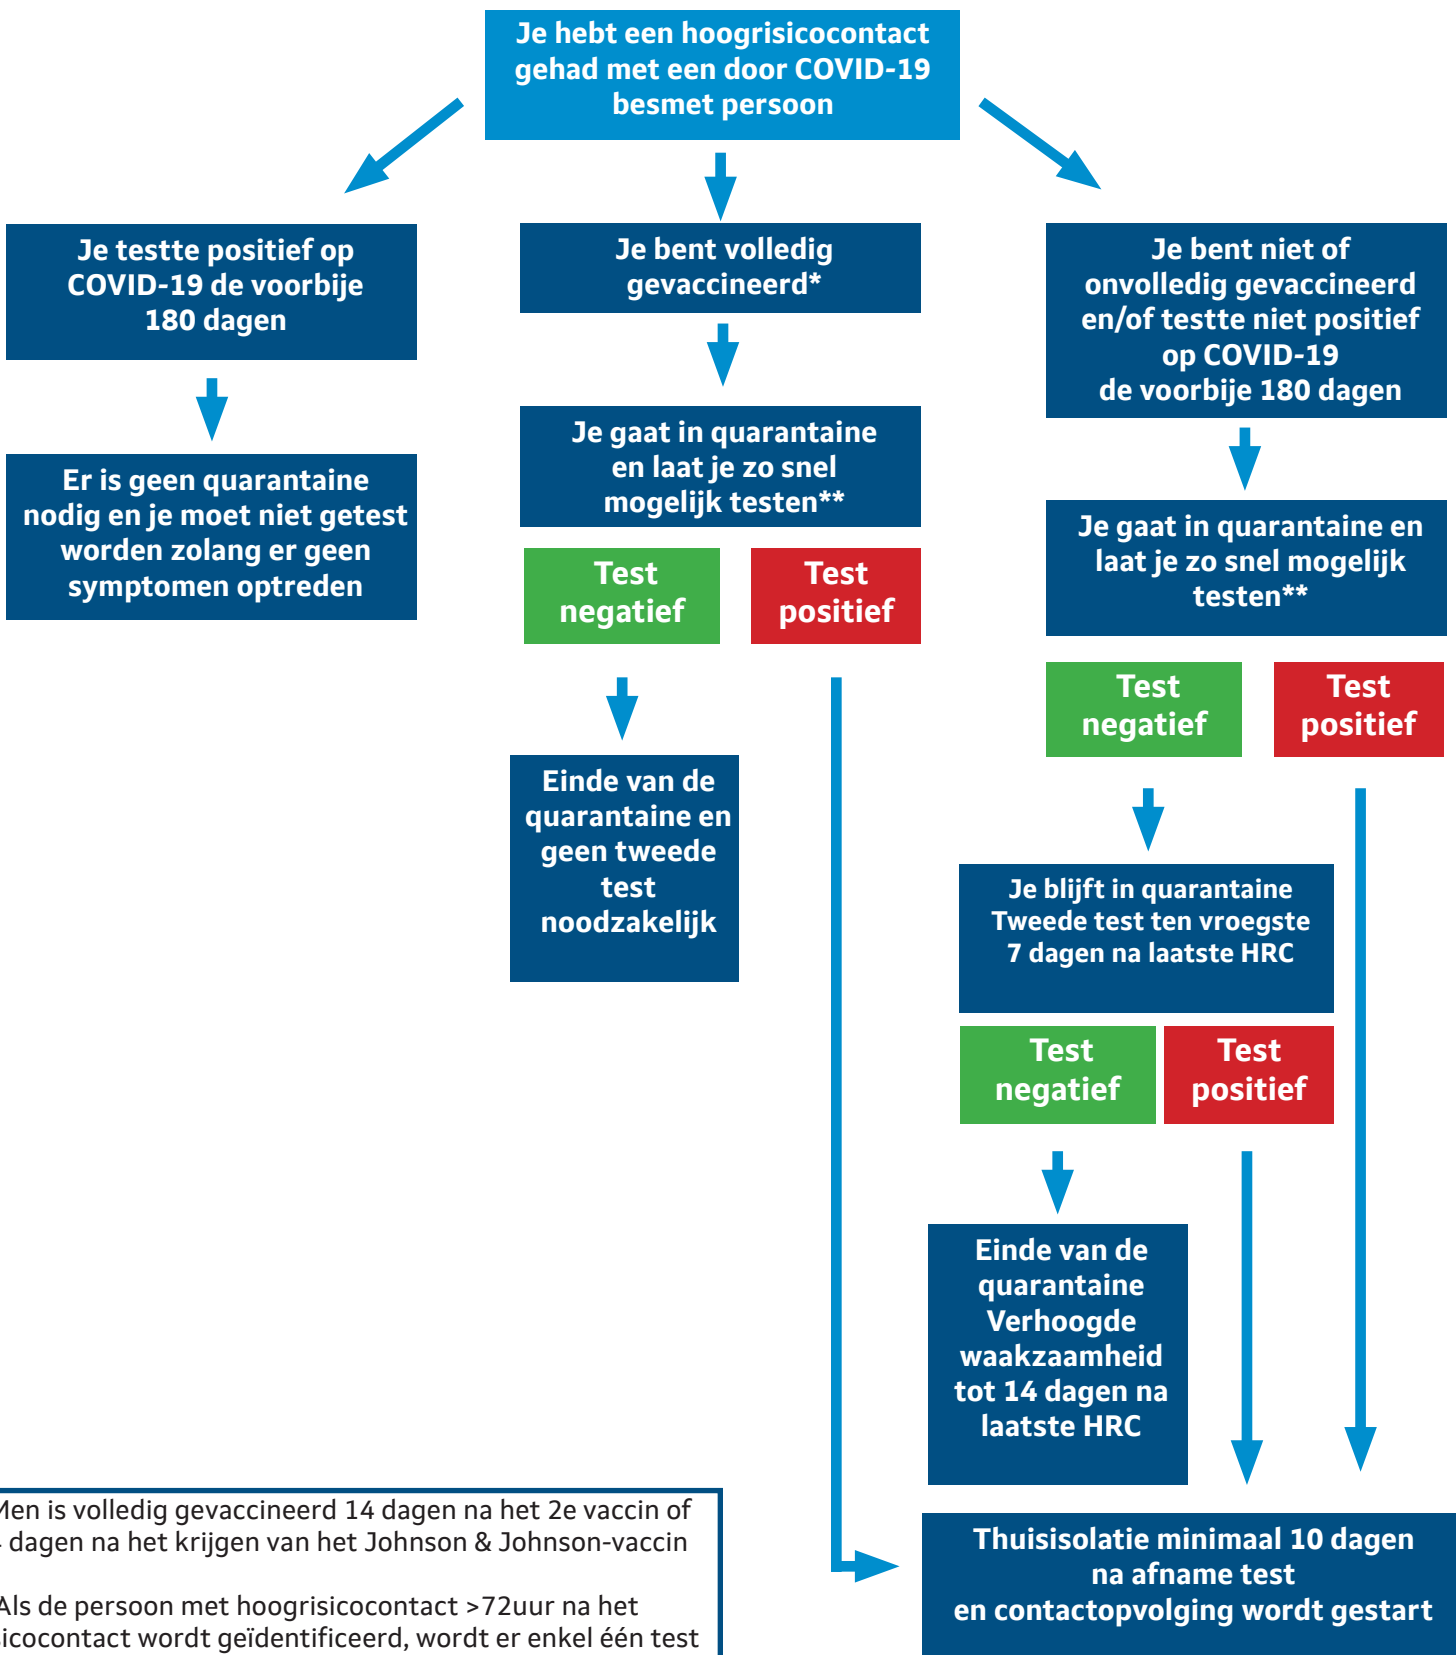 Je hebt een hoogrisicocontact
gehad met een door COVID-19
besmet persoon
Je testte positief op
COVID-19 de voorbije
180 dagen
Er is geen quarantaine
nodig en je moet niet getest
worden zolang er geen
symptomen optreden
Je bent volledig
gevaccineerd*
Je gaat in quarantaine
en laat je zo snel
mogelijk testen**
Test
negatief
Test
positief
Einde van de
quarantaine en
geen tweede
test
noodzakelijk
Je bent niet of
onvolledig gevaccineerd
en/of testte niet positief
op COVID-19
de voorbije 180 dagen
Je gaat in quarantaine en
laat je zo snel mogelijk
testen**
Test
negatief
Test
positief
Je blijft in quarantaine
Tweede test ten vroegste
7 dagen na laatste HRC
Test
negatief
Test
positief
Einde van de
quarantaine
Verhoogde
waakzaamheid
tot 14 dagen na
laatste HRC
Thuisisolatie minimaal 10 dagen
na afname test
en contactopvolging wordt gestart
Men is volledig gevaccineerd 14 dagen na het 2e vaccin of
dagen na het krijgen van het Johnson & Johnson-vaccin
Als de persoon met hoogrisicocontact >72uur na het
wordt geïdentificeerd, wordt er enkel één test